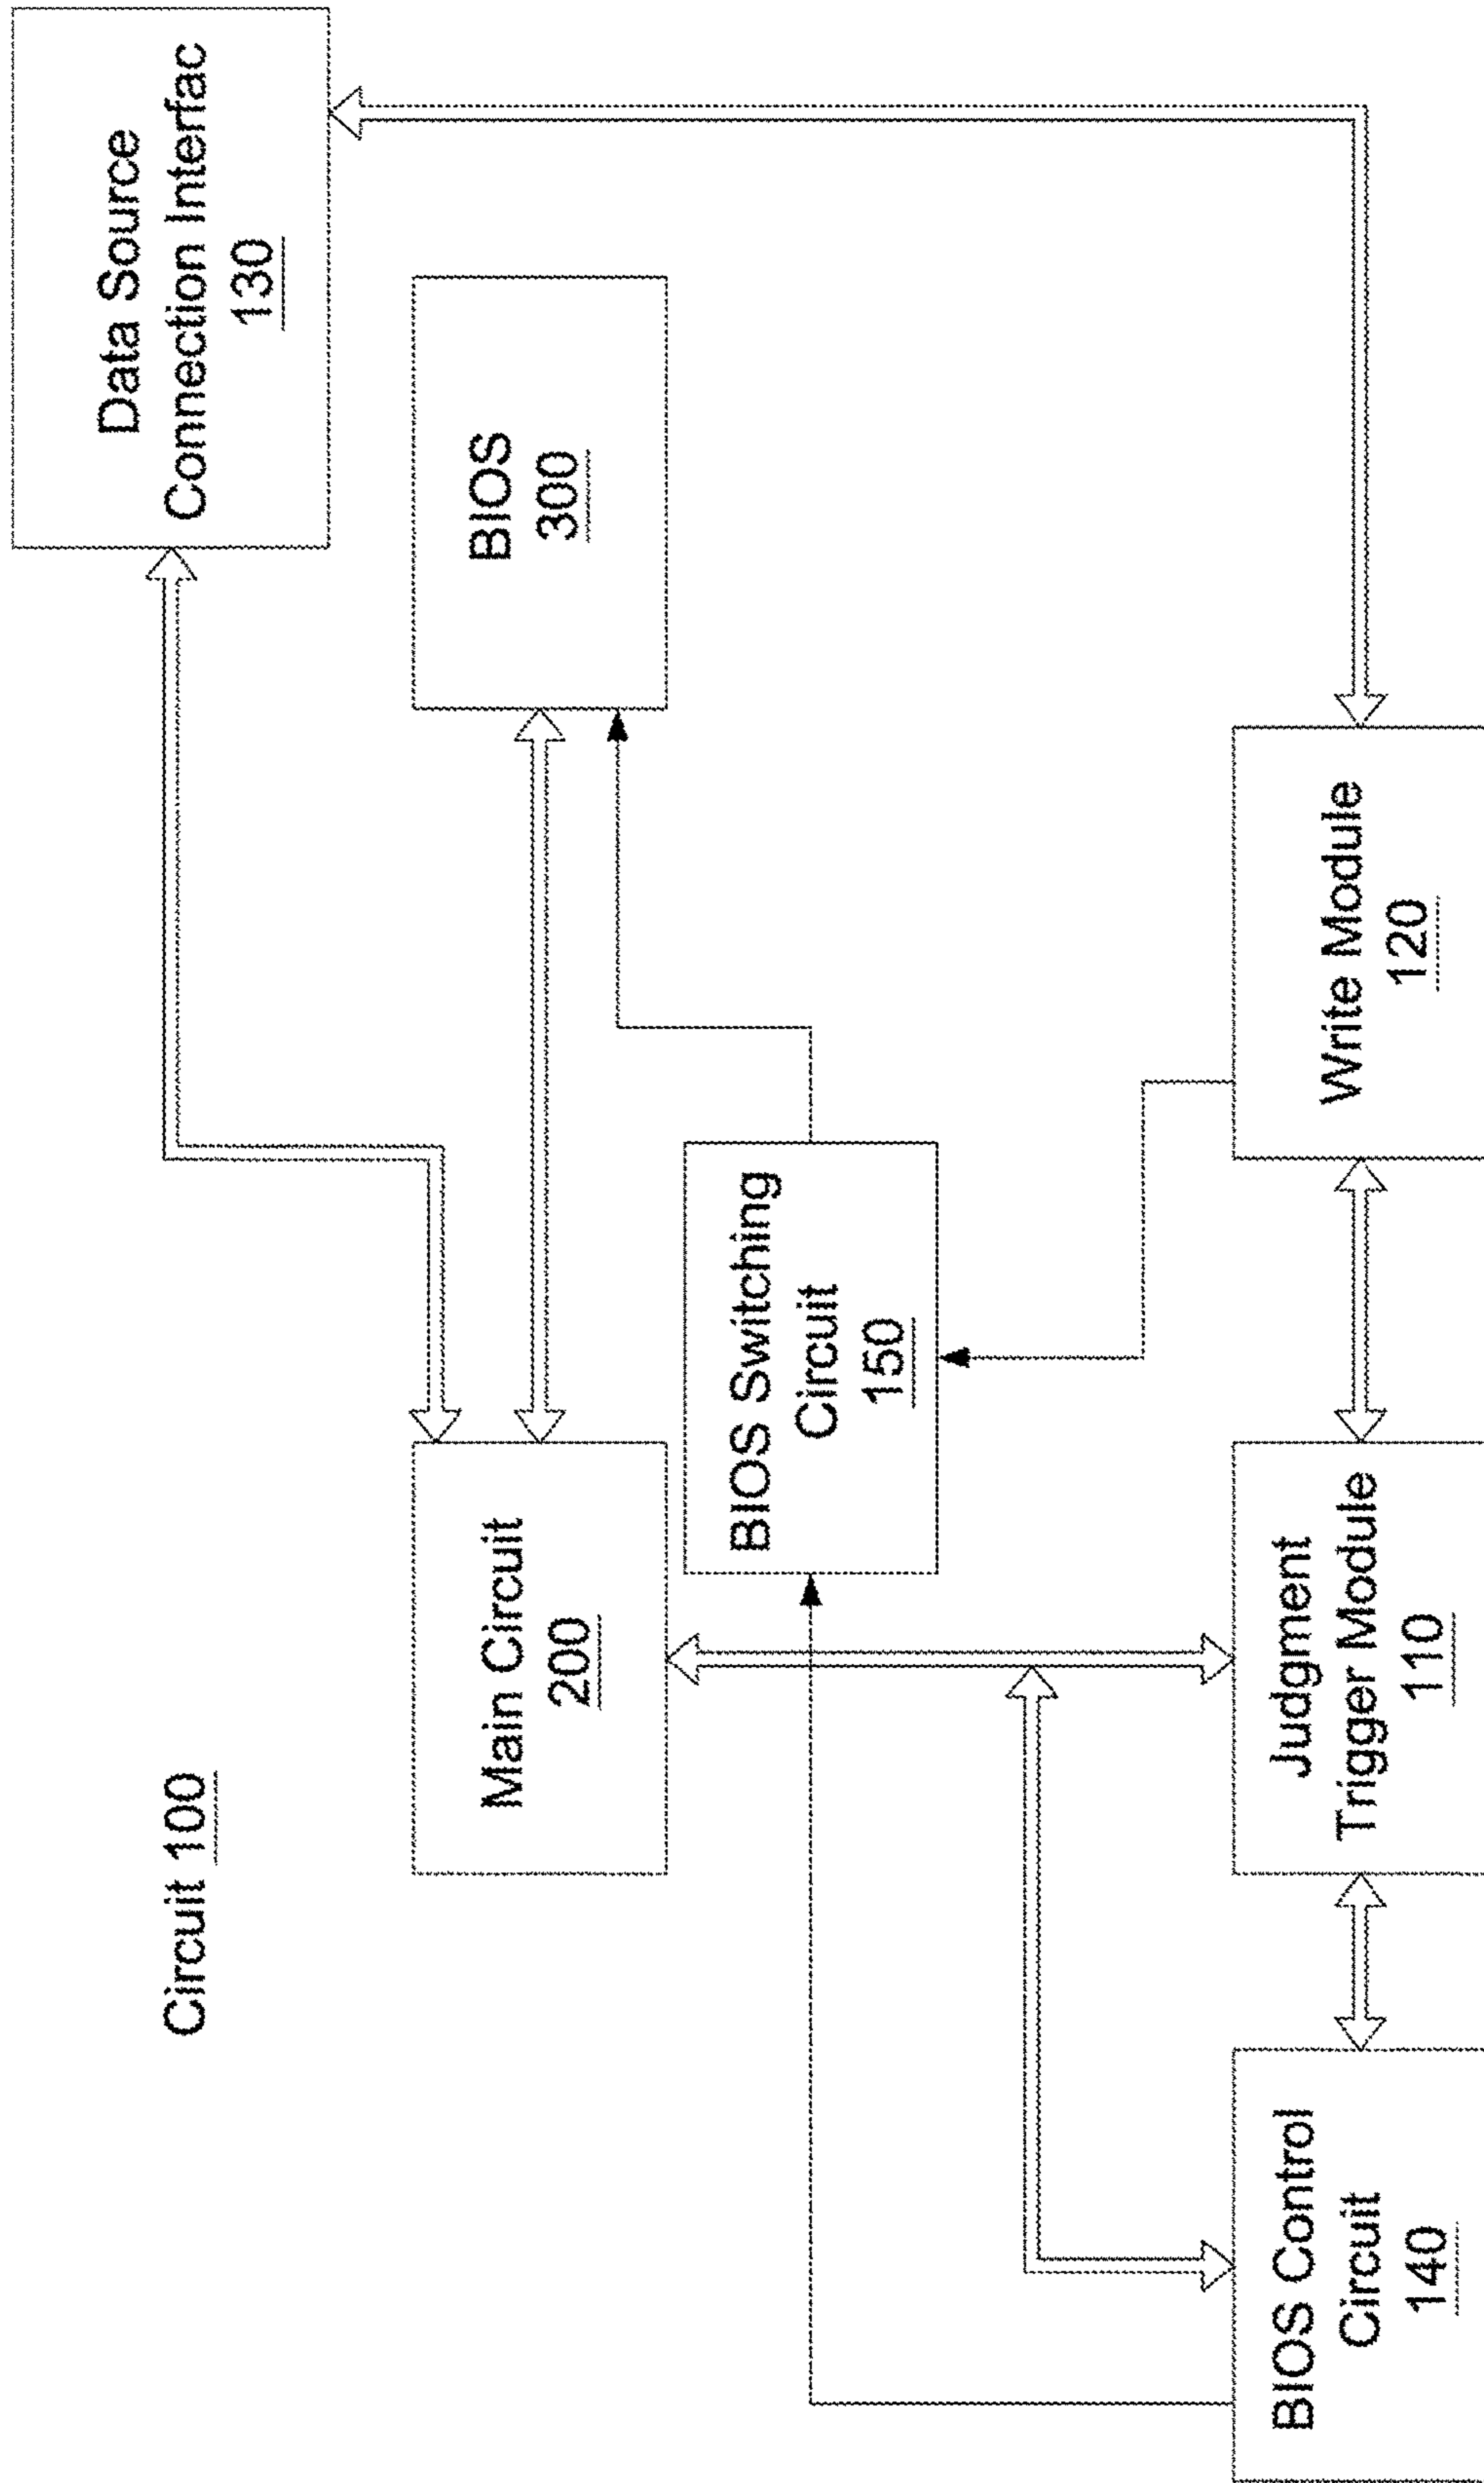 Circuit 100
Data Source
Connection Interfac
130
Main Circuit
200
BIOS
300
BIOS Switching
Circuit
150
BIOS Control
Circuit
140
Judgment
Trigger Module
110
Write Module
120